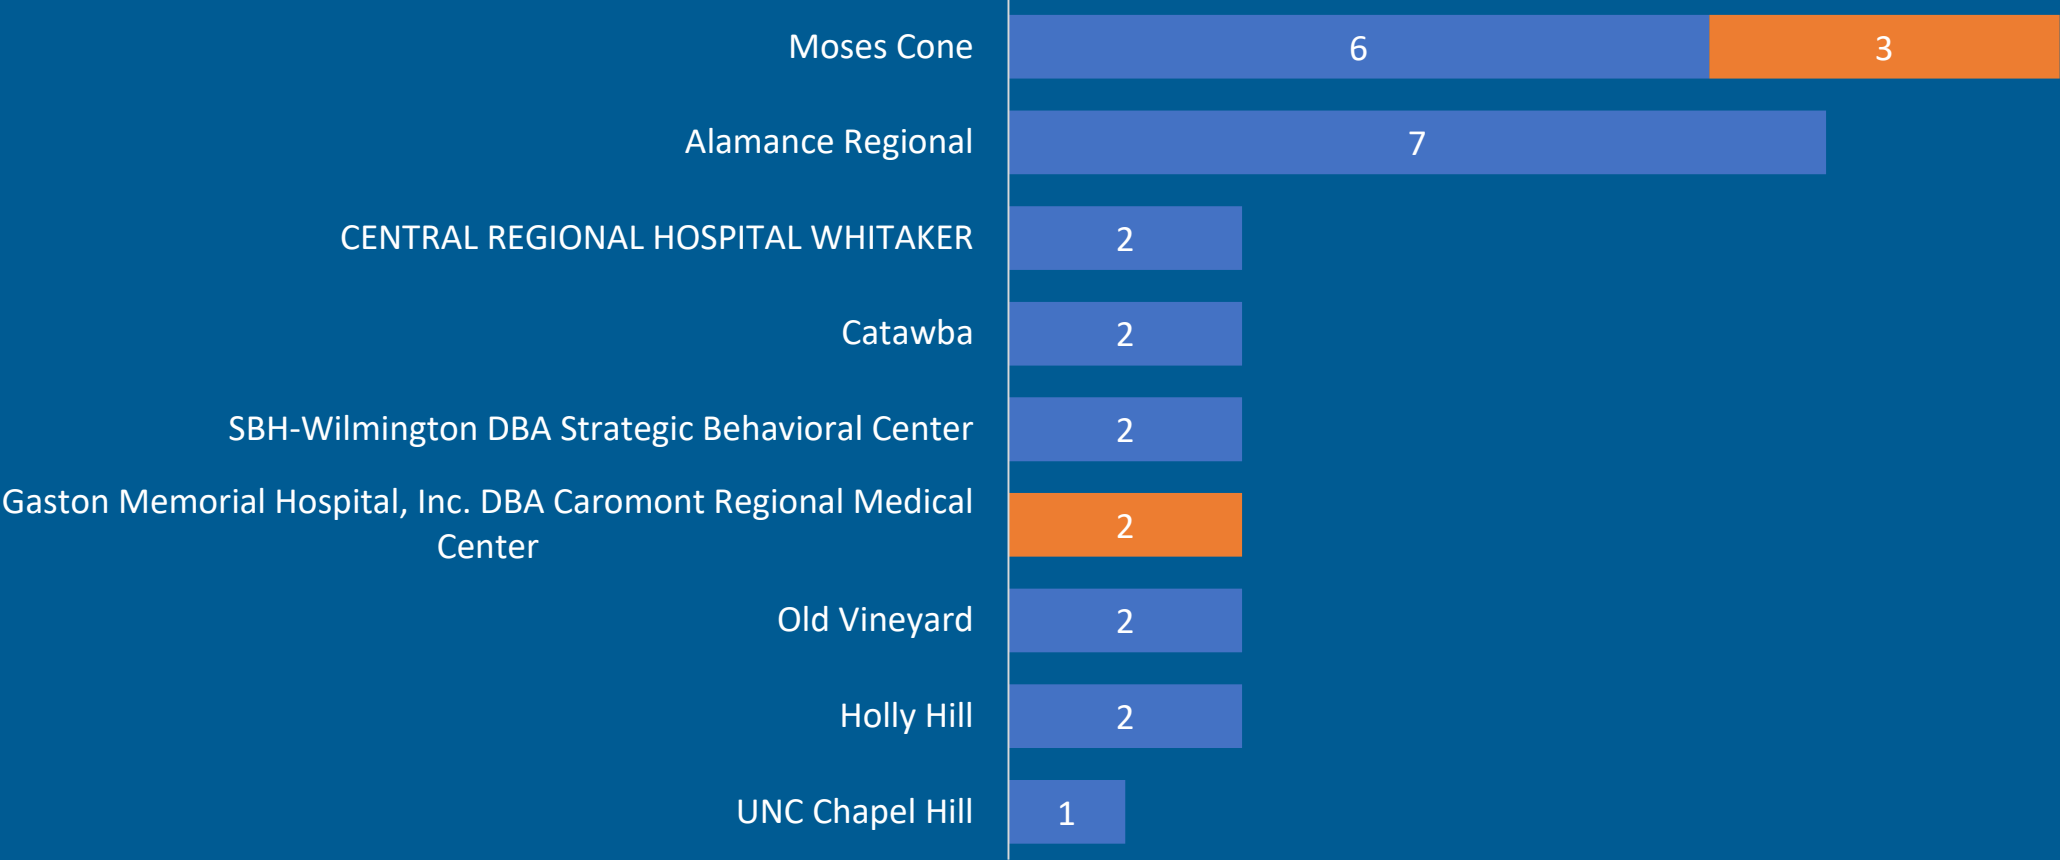 Moses Cone 6 3
Alamance Regional 7
CENTRAL REGIONAL HOSPITAL WHITAKER 2
Catawba 2
SBH-Wilmington DBA Strategic Behavioral Center 2
Gaston Memorial Hospital, Inc. DBA Caromont Regional Medical
Center
2
Old Vineyard 2
Holly Hill 2
UNC Chapel Hill 1